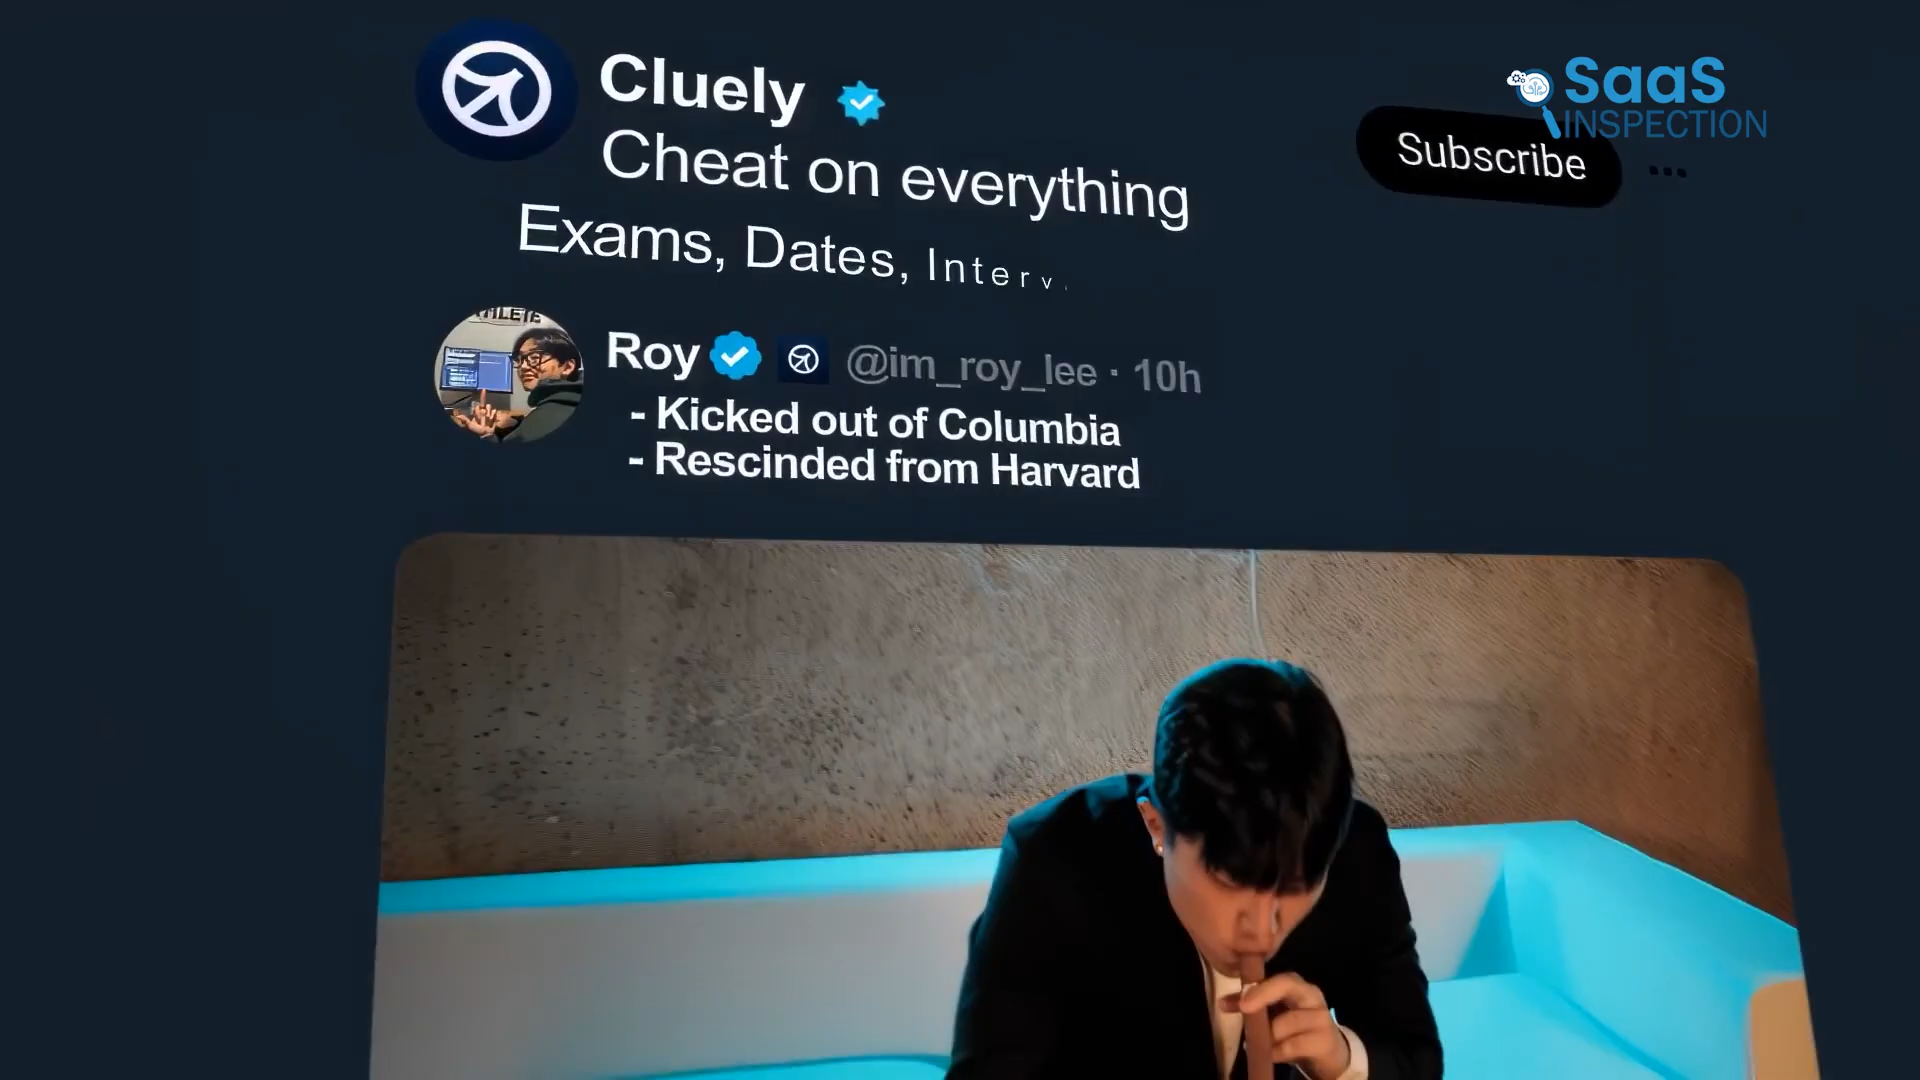 Cluely
SaaS
INSPECTION
Cheat on everything
Subscribe
Exams, Dates, Interv
Roy @im_roy_lee · 10h
- Kicked out of Columbia
- Rescinded from Harvard